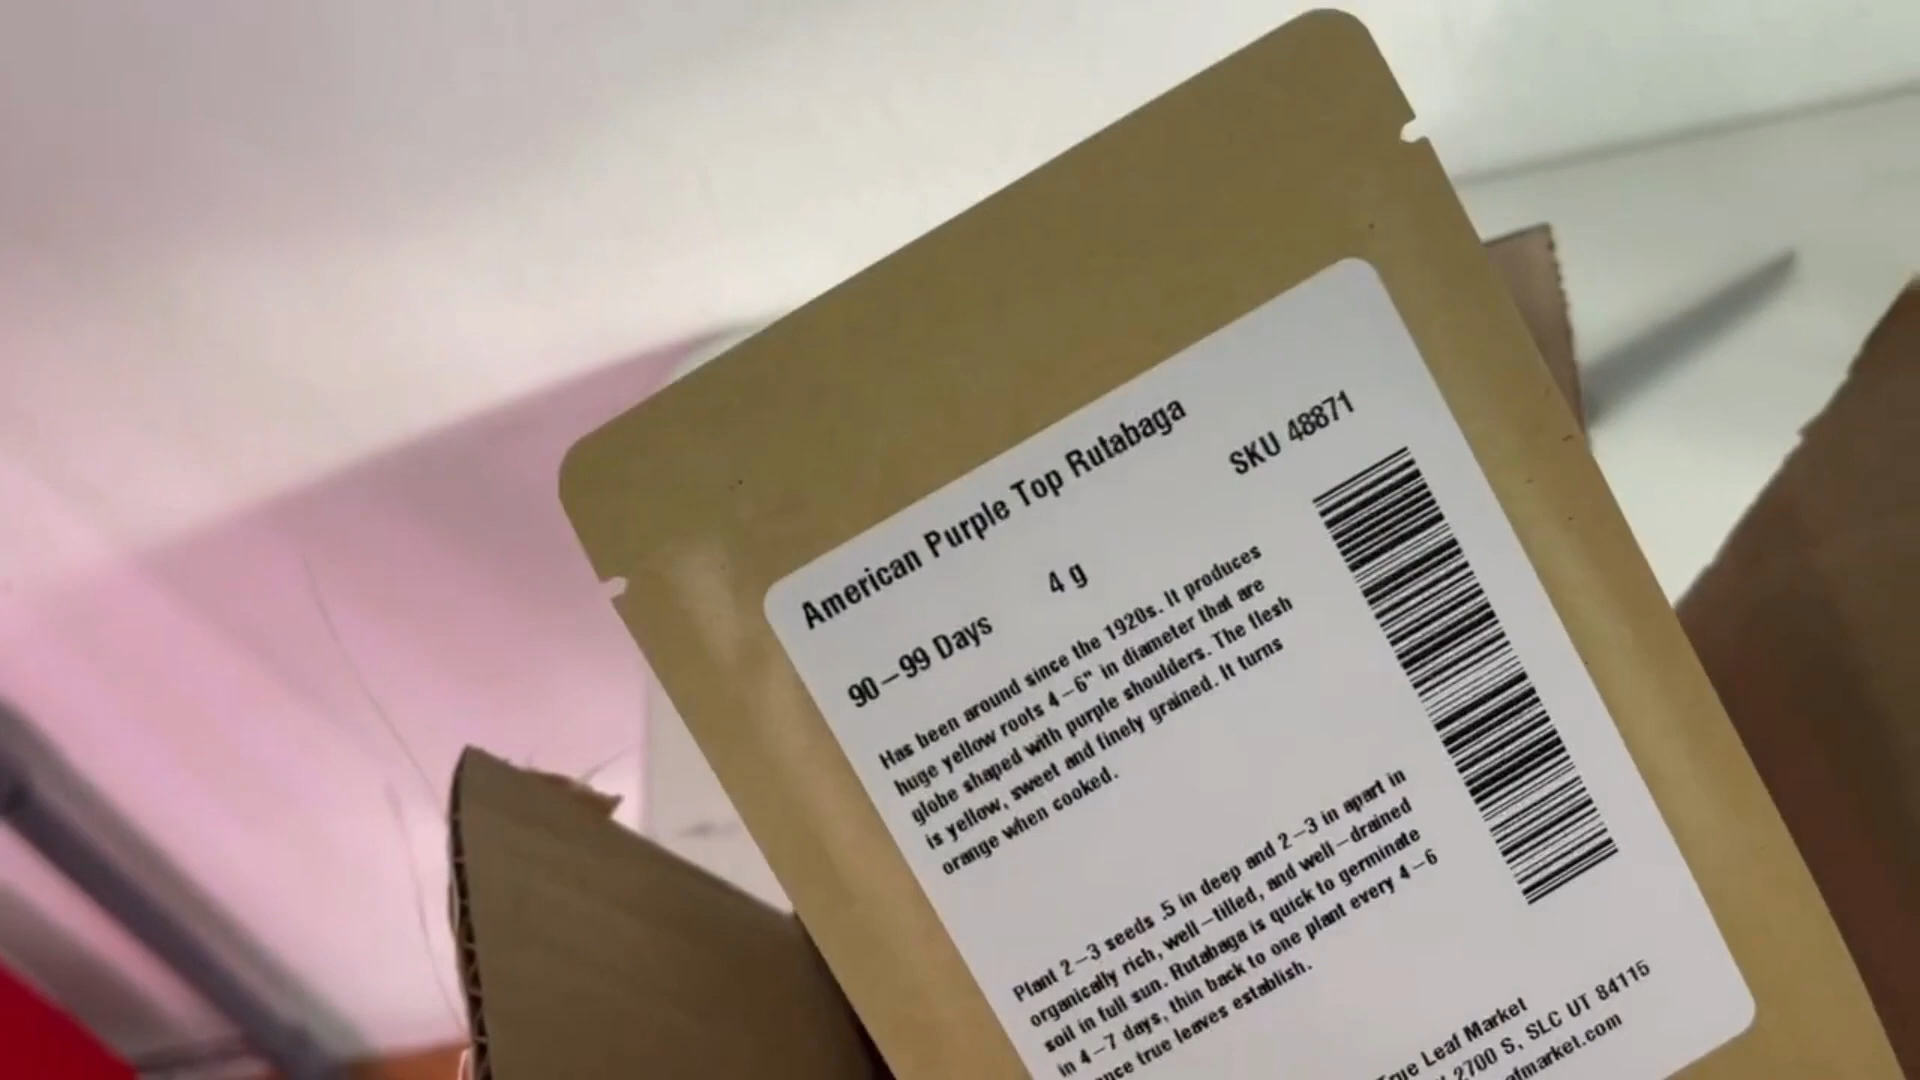 American Purple Top Rutabaga
SKU 48871
90–99 Days
4 g
Has been around since the 1920s. It produces
huge yellow roots 4–6" in diameter that are
globe shaped with purple shoulders. The flesh
is yellow, sweet and finely grained. It turns
orange when cooked.
Plant 2–3 seeds .5 in deep and 2–3 in apart in
organically rich, well–tilled, and well–drained
soil in full sun. Rutabaga is quick to germinate
in 4–7 days, thin back to one plant every 4–6
true leaves establish.
Leaf Market
2700 S, SLC UT 84115